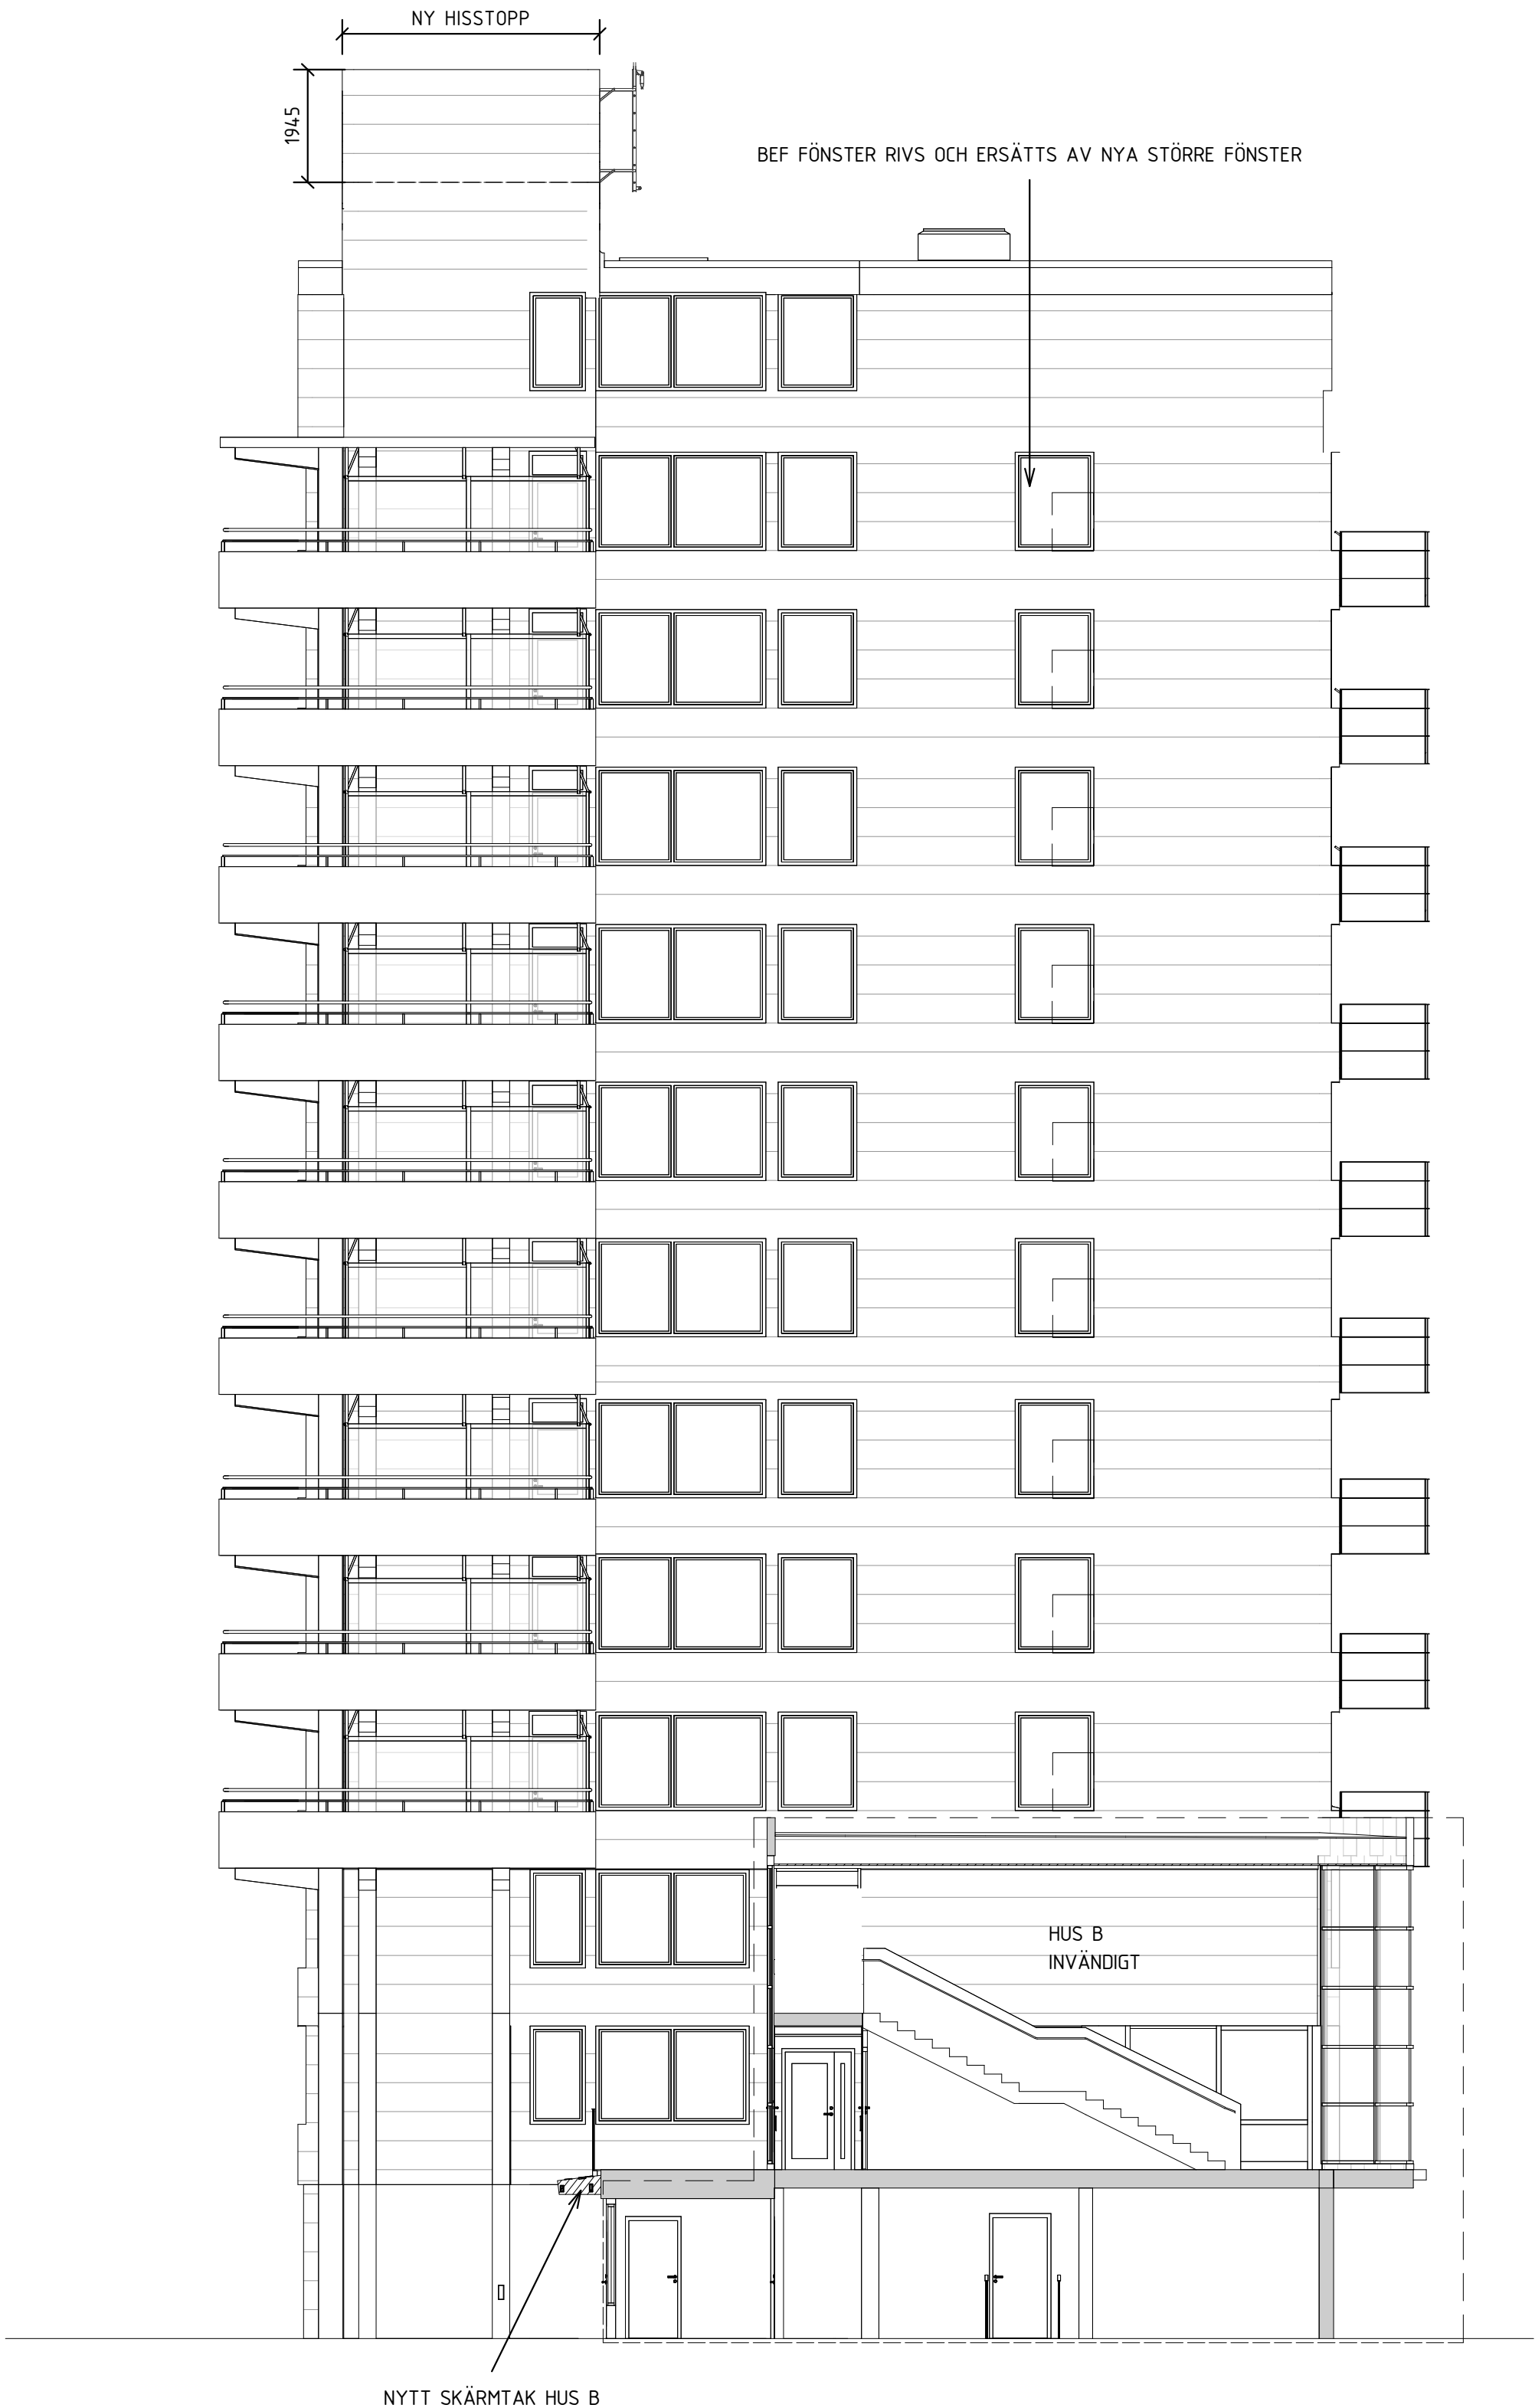 NY HISSTOPP
1945
BEF FÖNSTER RIVS OCH ERSÄTTS AV NYA STÖRRE FÖNSTER
HUS B
INVÄNDIGT
NYTT SKÄRMTAK HUS B